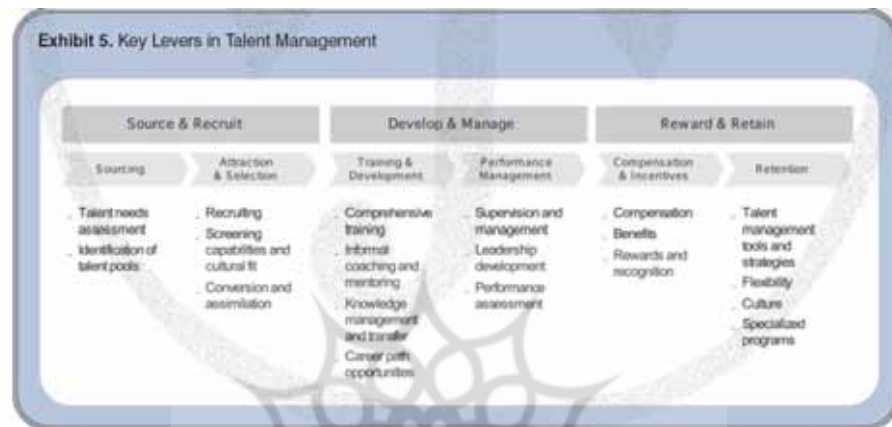 Exhibit 5. Key Levers in Talent Management
Source & Recruit
Develop & Manage
Reward & Retain
Sourcing
Attraction
& Selection
Training &
Development
Performance
Management
Compensation
& Incentives
Retention
Talent needs
assessment
Identification of
talent pools
Recruiting
Screening
capabilities and
cultural fit
Conversion and
assimilation
Comprehensive
training
Informal
coaching and
mentoring
Knowledge
management
and transfer
Career path
opportunities
Supervision and
management
Leadership
development
Performance
assessment
Compensation
Benefits
Rewards and
recognition
Talent
management
tools and
strategies
Flexibility
Culture
Specialized
programs